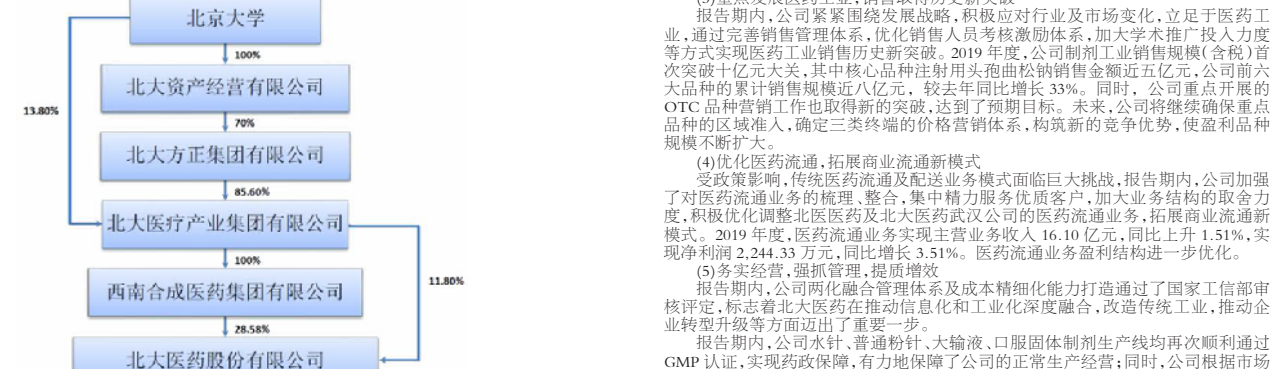 北京大学
100%
北大资产经营有限公司
13.80%
70%
北大方正集团有限公司
85.60%
北大医疗产业集团有限公司
100%
11.80%
西南合成医药集团有限公司
28.58%
北大医药股份有限公司
报告期内,公司紧紧围绕发展战略,积极应对行业及市场变化,立足于医药工
业,通过完善销售管理体系,优化销售人员考核激励体系,加大学术推广投入力度
等方式实现医药工业销售历史新突破。2019 年度,公司制剂工业销售规模(含税)首
次突破十亿元大关,其中核心品种注射用头孢曲松钠销售金额近五亿元,公司前六
大品种的累计销售规模近八亿元，较去年同比增长 33%。同时，公司重点开展的
OTC 品种营销工作也取得新的突破,达到了预期目标。未来,公司将继续确保重点
品种的区域准入,确定三类终端的价格营销体系,构筑新的竞争优势,使盈利品种
规模不断扩大。
(4)优化医药流通,拓展商业流通新模式
受政策影响,传统医药流通及配送业务模式面临巨大挑战,报告期内,公司加强
了对医药流通业务的梳理、整合,集中精力服务优质客户,加大业务结构的取舍力
度,积极优化调整北医医药及北大医药武汉公司的医药流通业务,拓展商业流通新
模式。2019 年度,医药流通业务实现主营业务收入 16.10 亿元,同比上升 1.51%,实
现净利润 2,244.33 万元,同比增长 3.51%。医药流通业务盈利结构进一步优化。
(5)务实经营,强抓管理,提质增效
报告期内,公司两化融合管理体系及成本精细化能力打造通过了国家工信部审
核评定,标志着北大医药在推动信息化和工业化深度融合,改造传统工业,推动企
业转型升级等方面迈出了重要一步。
报告期内,公司水针、普通粉针、大输液、口服固体制剂生产线均再次顺利通过
GMP 认证,实现药政保障,有力地保障了公司的正常生产经营;同时,公司根据市场